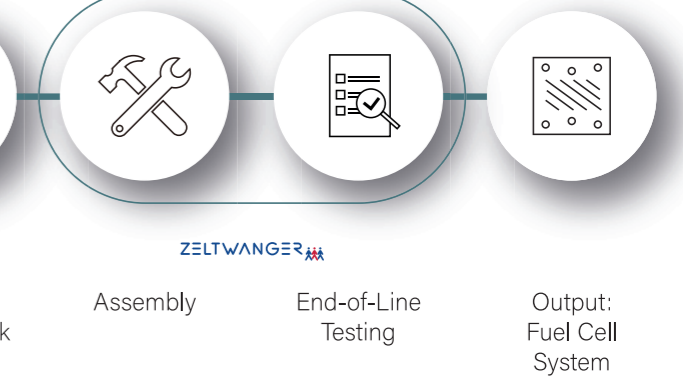 ZELTWANGER
Assembly
End-of-Line
Testing
Output:
Fuel Cell
System
k